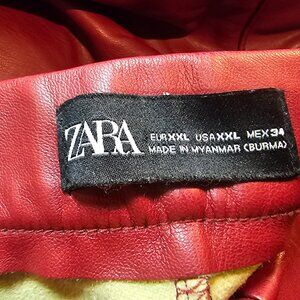 ZARA
EUR XXL USA XXL MEX 34
MADE IN MYANMAR (BURMA)